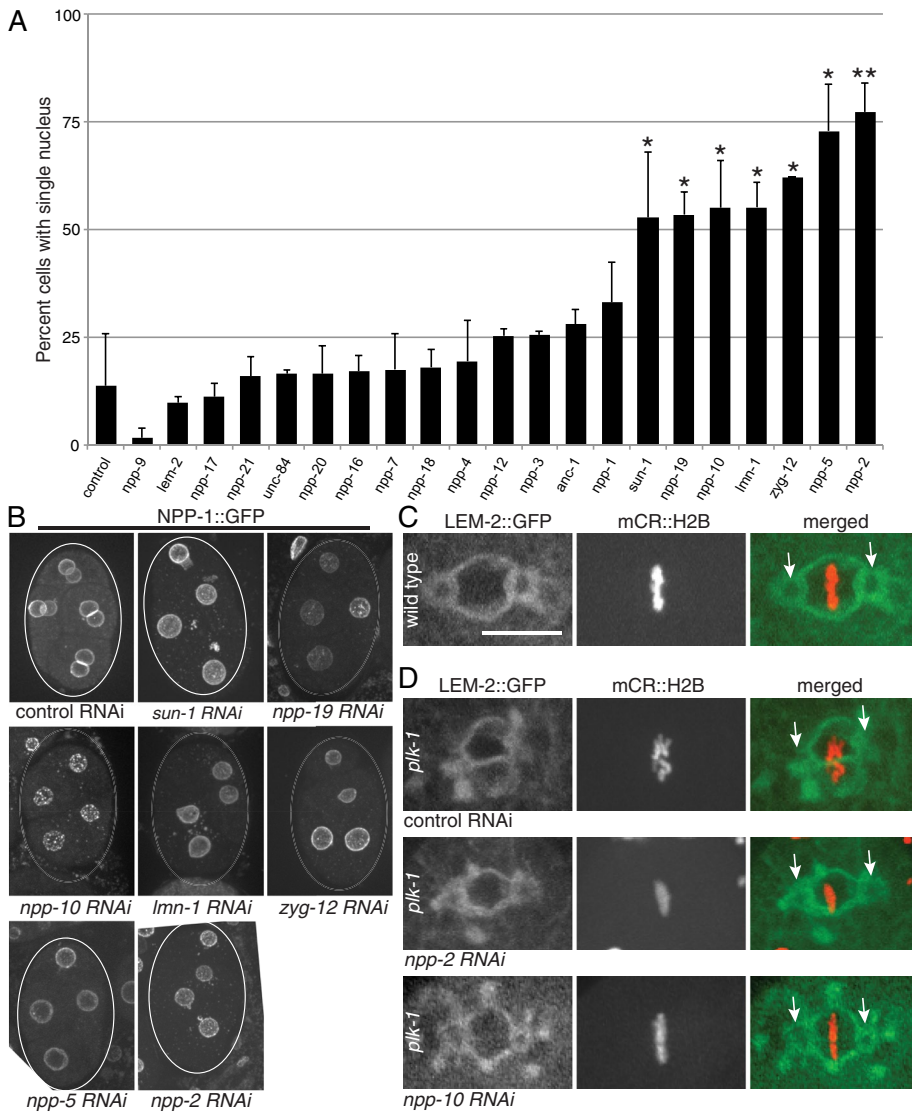 A
Percent cells with single nucleus
100
75
50
25
0
* * * * * * **
control npp-9 lem-2 npp-17 npp-21 unc-84 npp-20 npp-16 npp-7 npp-18 npp-4 npp-12 npp-3 anc-1 npp-1 sun-1 npp-19 npp-10 lmn-1 zyg-12 npp-5 npp-2
B
NPP-1::GFP
control RNAi sun-1 RNAi npp-19 RNAi
npp-10 RNAi lmn-1 RNAi zyg-12 RNAi
npp-5 RNAi npp-2 RNAi
C
LEM-2::GFP mCR::H2B merged
wild type
D
LEM-2::GFP mCR::H2B merged
plk-1
control RNAi
plk-1
npp-2 RNAi
plk-1
npp-10 RNAi